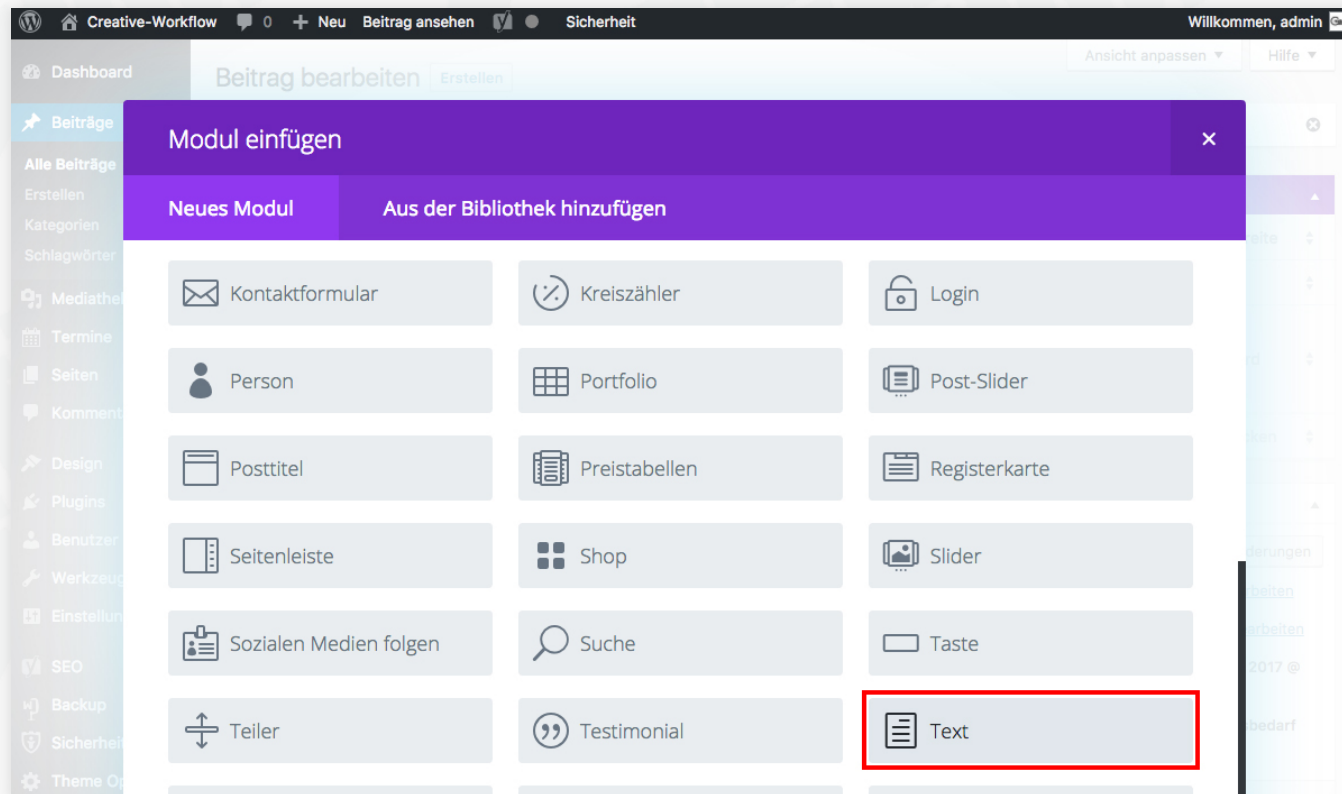 Creative-Workflow 0 + Neu Beitrag ansehen Sicherheit Willkommen, admin
Ansicht anpassen Hilfe
Dashboard
Beitrag bearbeiten Erstellen
Beiträge
Alle Beiträge
Erstellen
Kategorien
Schlagwörter
Termine
Seiten
Design
Plugins
Benutzer
SEO
Backup
Modul einfügen
Neues Modul Aus der Bibliothek hinzufügen
Kontaktformular Kreiszähler Login
Person Portfolio Post-Slider
Posttitel Preistabellen Registerkarte
Seitenleiste Shop Slider
Sozialen Medien folgen Suche Taste
Teiler Testimonial Text
2017 @